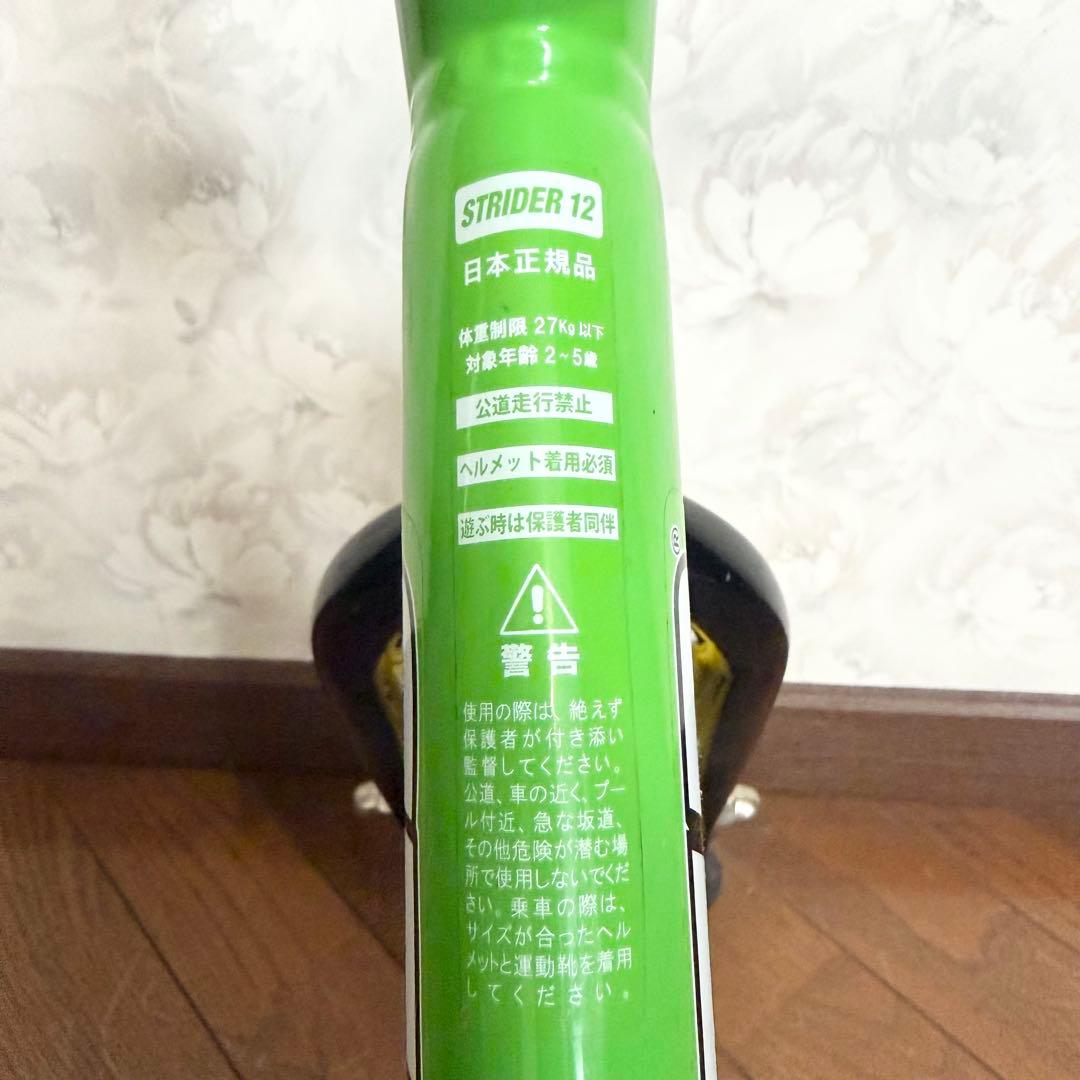 STRIDER 12
日本正規品
体重制限 27Kg 以下
対象年齢 2~5歳
公道走行禁止
ヘルメット着用必須
遊ぶ時は保護者同伴
®
警告
使用の際は、絶えず
保護者が付き添い
監督してください。
公道、車の近く、プー
ル付近、急な坂道、
その他危険が潜む場
所で使用しないでくだ
さい。乗車の際は、
サイズが合ったヘル
メットと運動靴を着用
してください。